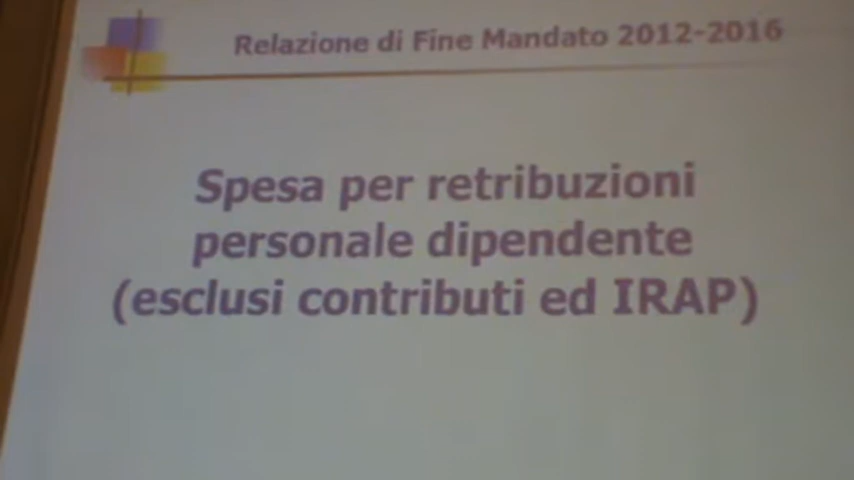 Relazione di Fine Mandato 2012-2016
Spesa per retribuzioni
personale dipendente
(esclusi contributi ed IRAP)